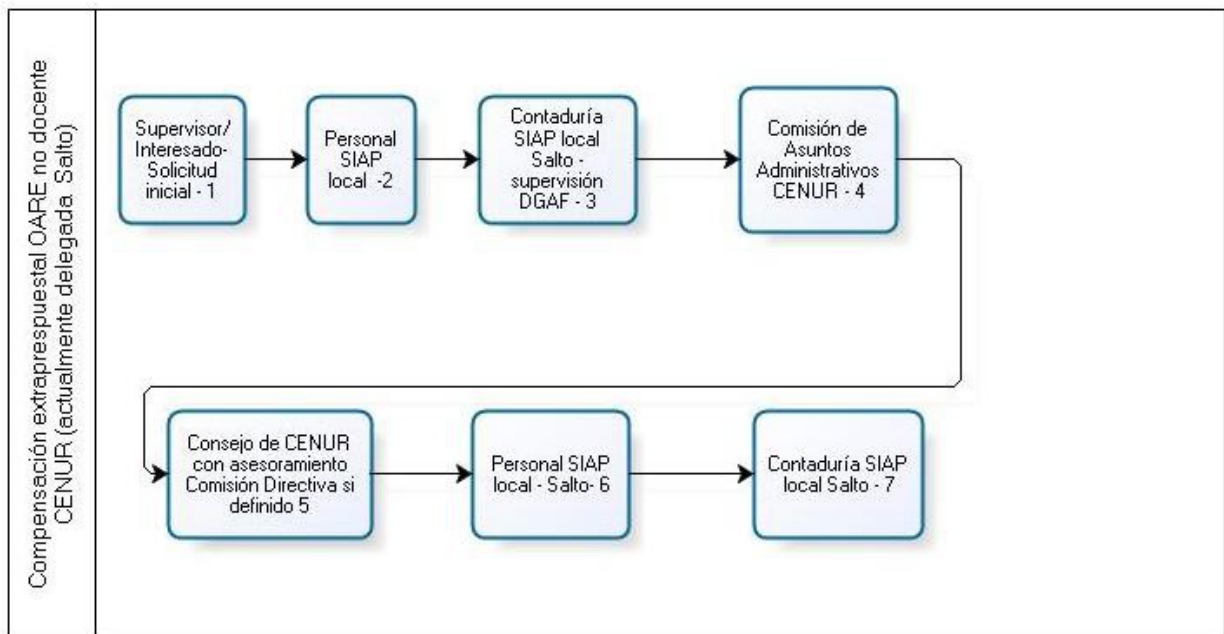 Compensación extraprespuestal OARE no docente
CENUR (actualmente delegada. Salto)
Supervisor/
Interesado-
Solicitud
inicial - 1
Personal
SIAP
local -2
Contaduría
SIAP local
Salto -
supervisión
DGAF - 3
Comisión de
Asuntos
Administrativos
CENUR - 4
Consejo de CENUR
con asesoramiento
Comisión Directiva si
definido 5
Personal SIAP
local - Salto- 6
Contaduría SIAP
local Salto - 7